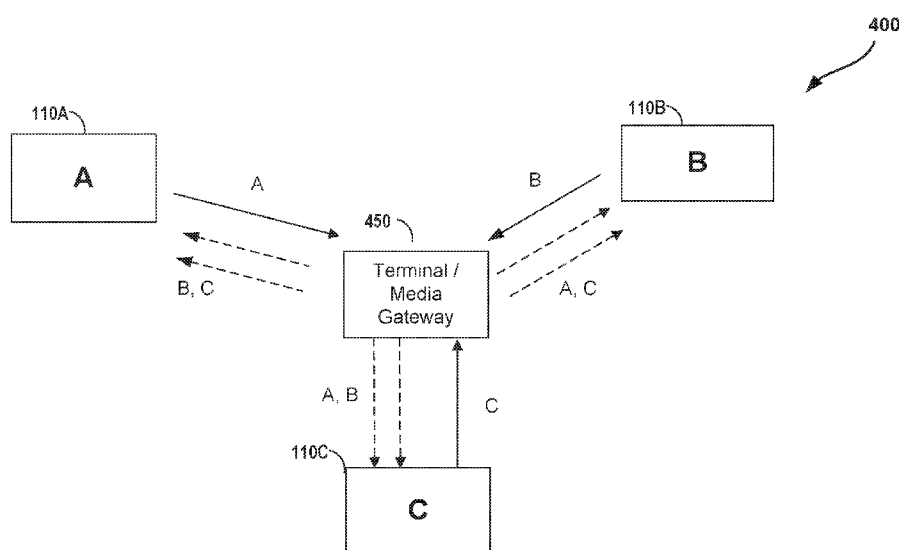 400
110A
110B
A
B
A
B
450
Terminal /
Media
Gateway
B, C
A, C
A, B
C
110C
C